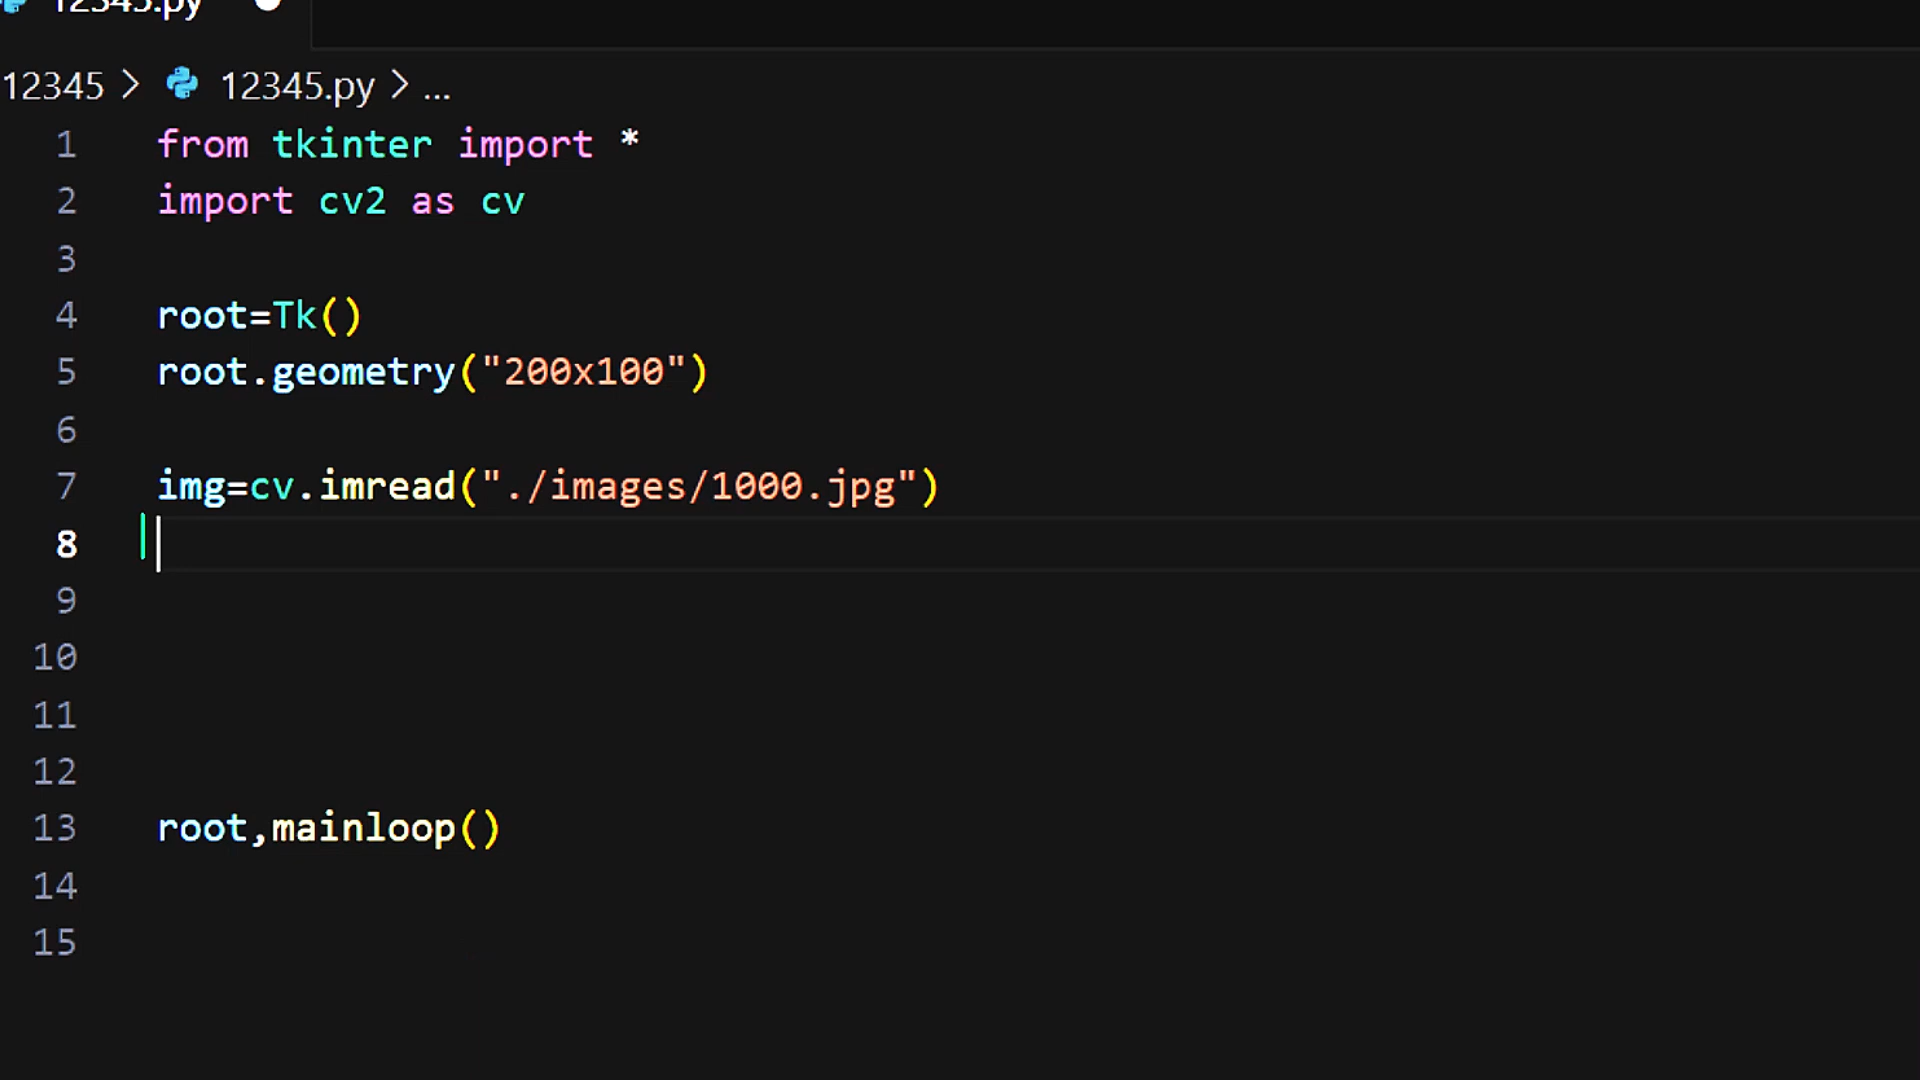 12345.py
12345 > 12345.py > ...
1 from tkinter import *
2 import cv2 as cv
3
4 root=Tk()
5 root.geometry("200x100")
6
7 img=cv.imread("./images/1000.jpg")
8
9
10
11
12
13 root,mainloop()
14
15